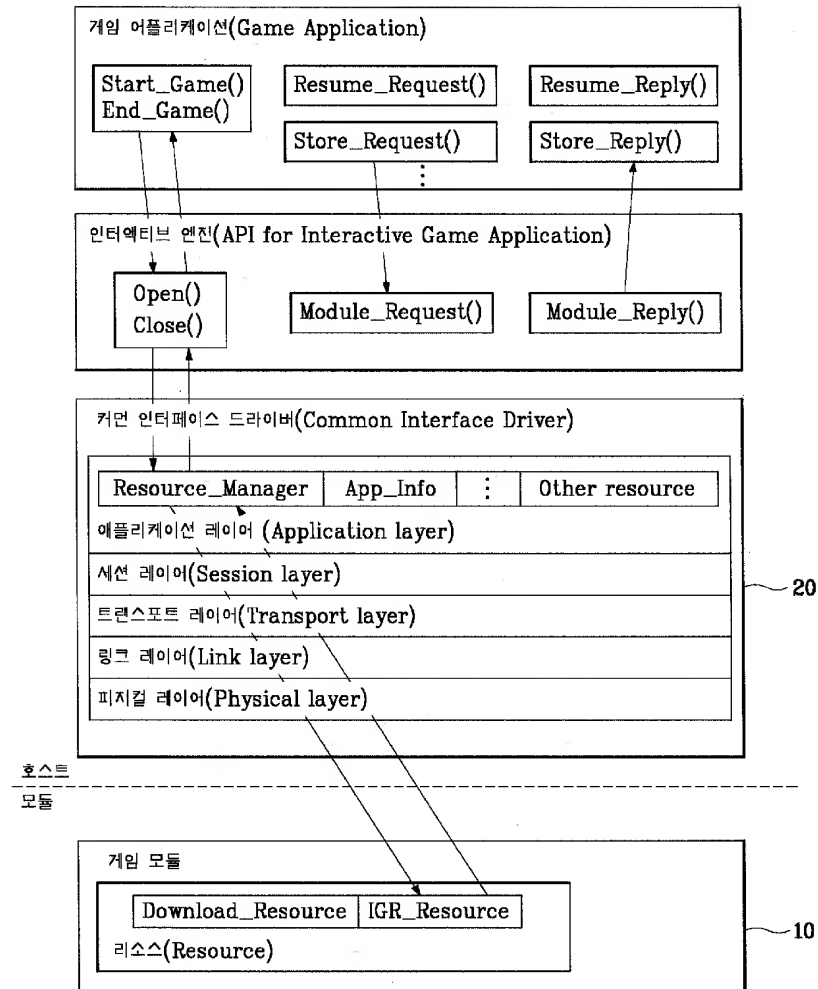 게임 어플리케이션(Game Application)
Start_Game()
End_Game()
Resume_Request()
Resume_Reply()
Store_Request()
Store_Reply()
인터액티브 엔진(API for Interactive Game Application)
Open()
Close()
Module_Request()
Module_Reply()
커먼 인터페이스 드라이버(Common Interface Driver)
Resource_Manager
App_Info
Other resource
애플리케이션 레이어 (Application layer)
세션 레이어(Session layer)
20
트랜스포트 레이어(Transport layer)
링크 레이어(Link layer)
피지컬 레이어(Physical layer)
호스트
모듈
게임 모듈
Download_Resource
IGR_Resource
10
리소스(Resource)